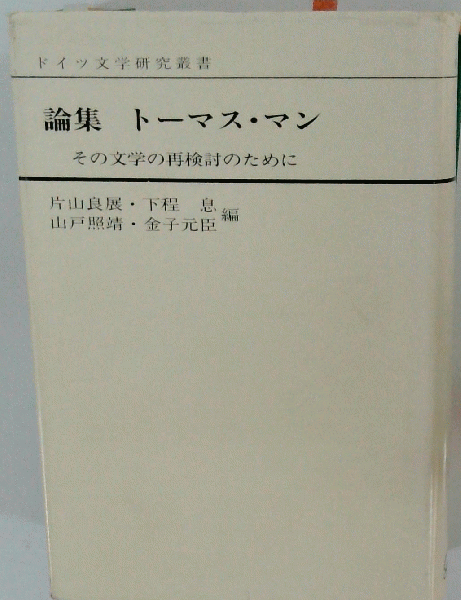 ドイツ文学研究叢書
論集 トーマス・マン
その文学の再検討のために
片山良展・下程 息
山戸照靖・金子元臣 編